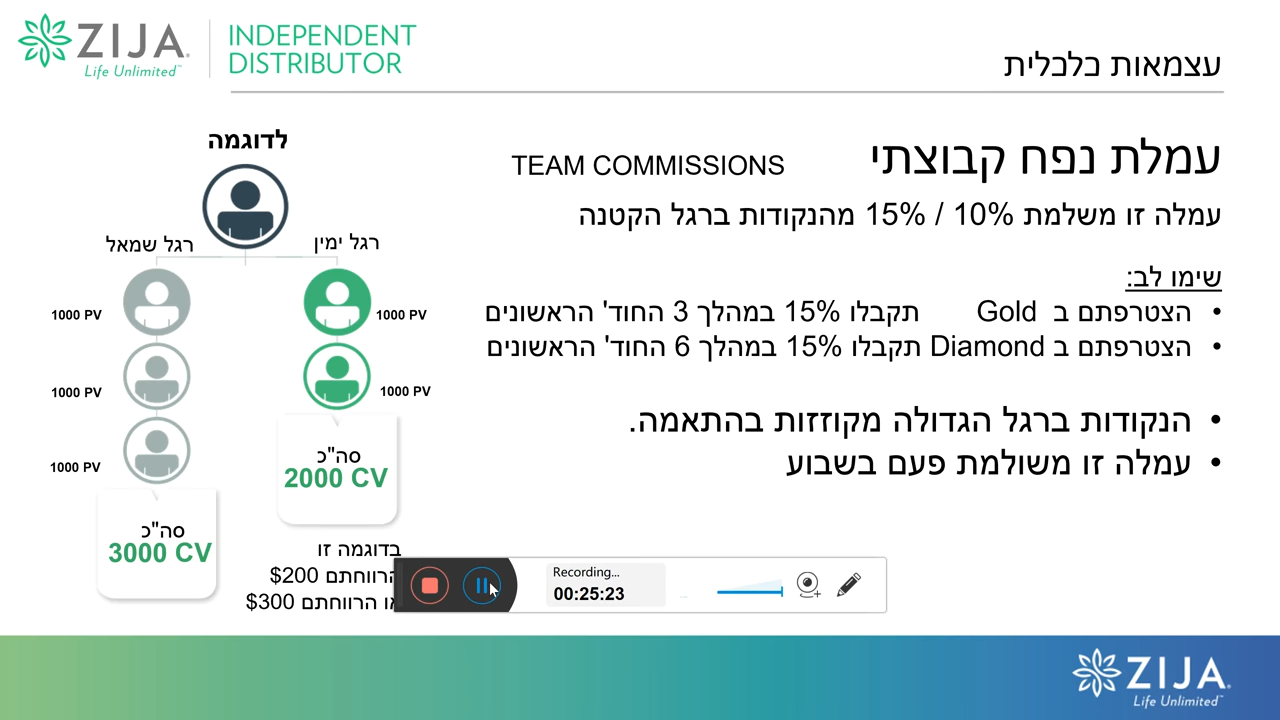 ZIJA
Life Unlimited™
INDEPENDENT
DISTRIBUTOR
עצמאות כלכלית
עמלת נפח קבוצתי TEAM COMMISSIONS
עמלה זו משלמת 10% / 15% מהנקודות ברגל הקטנה
שימו לב:
• הצטרפתם ב Gold תקבלו 15% במהלך 3 החוד' הראשונים
• הצטרפתם ב Diamond תקבלו 15% במהלך 6 החוד' הראשונים
• הנקודות ברגל הגדולה מקוזזות בהתאמה.
• עמלה זו משולמת פעם בשבוע
לדוגמה
רגל ימין
רגל שמאל
1000 PV
1000 PV
1000 PV
1000 PV
1000 PV
סה"כ
2000 CV
סה"כ
3000 CV
בדוגמה זו
הרווחתם 200$
או הרווחתם 300$
Recording...
00:25:23
ZIJA
Life Unlimited™